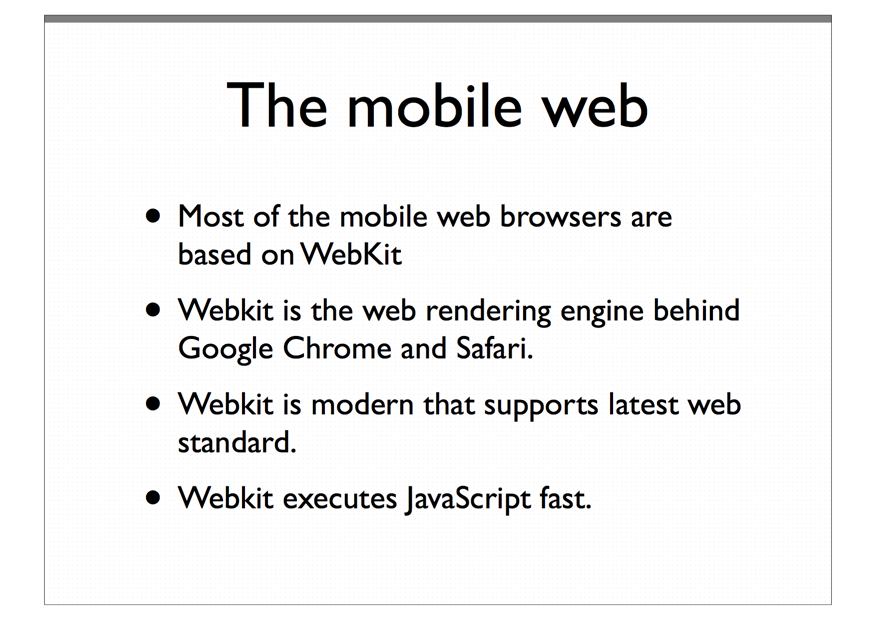 The mobile web
• Most of the mobile web browsers are
based on WebKit
• Webkit is the web rendering engine behind
Google Chrome and Safari.
• Webkit is modern that supports latest web
standard.
• Webkit executes JavaScript fast.